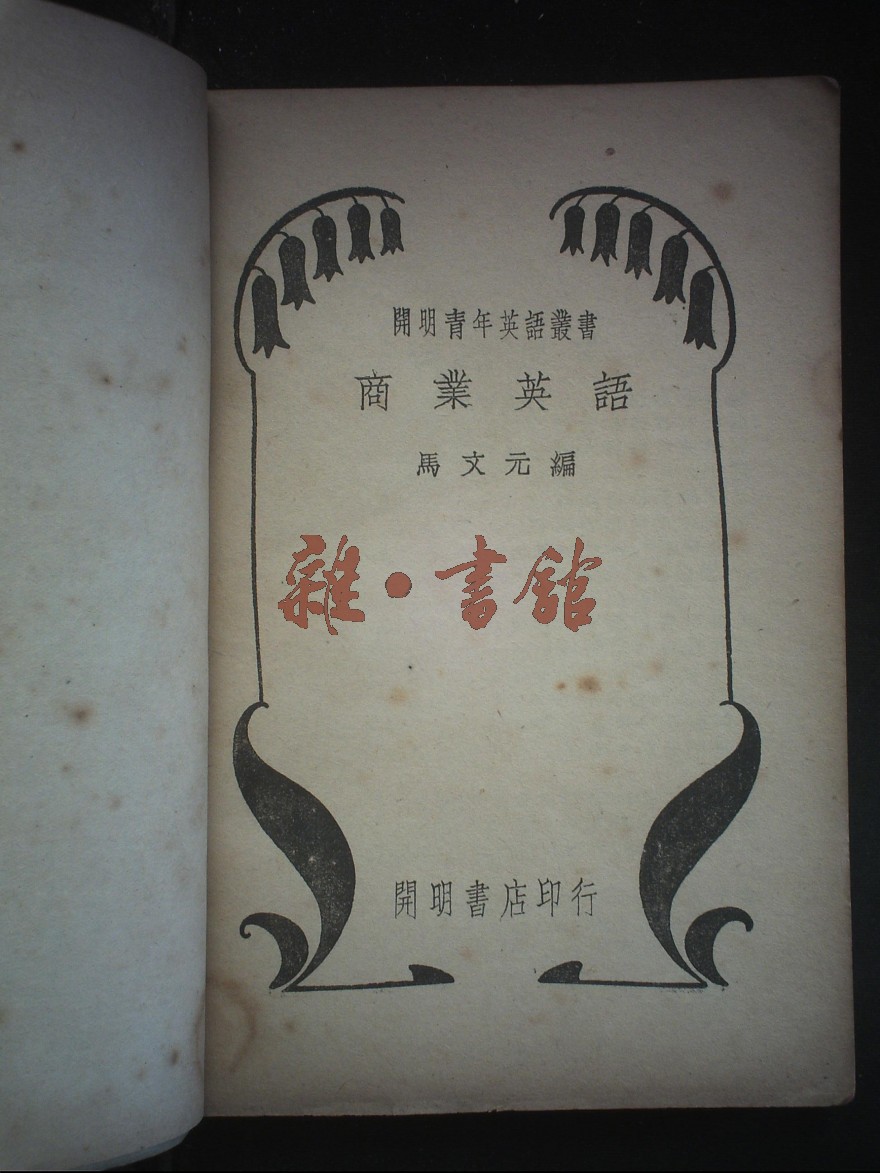 開明青年英語叢書
商業英語
馬文元編
雜·書館
開明書店印行